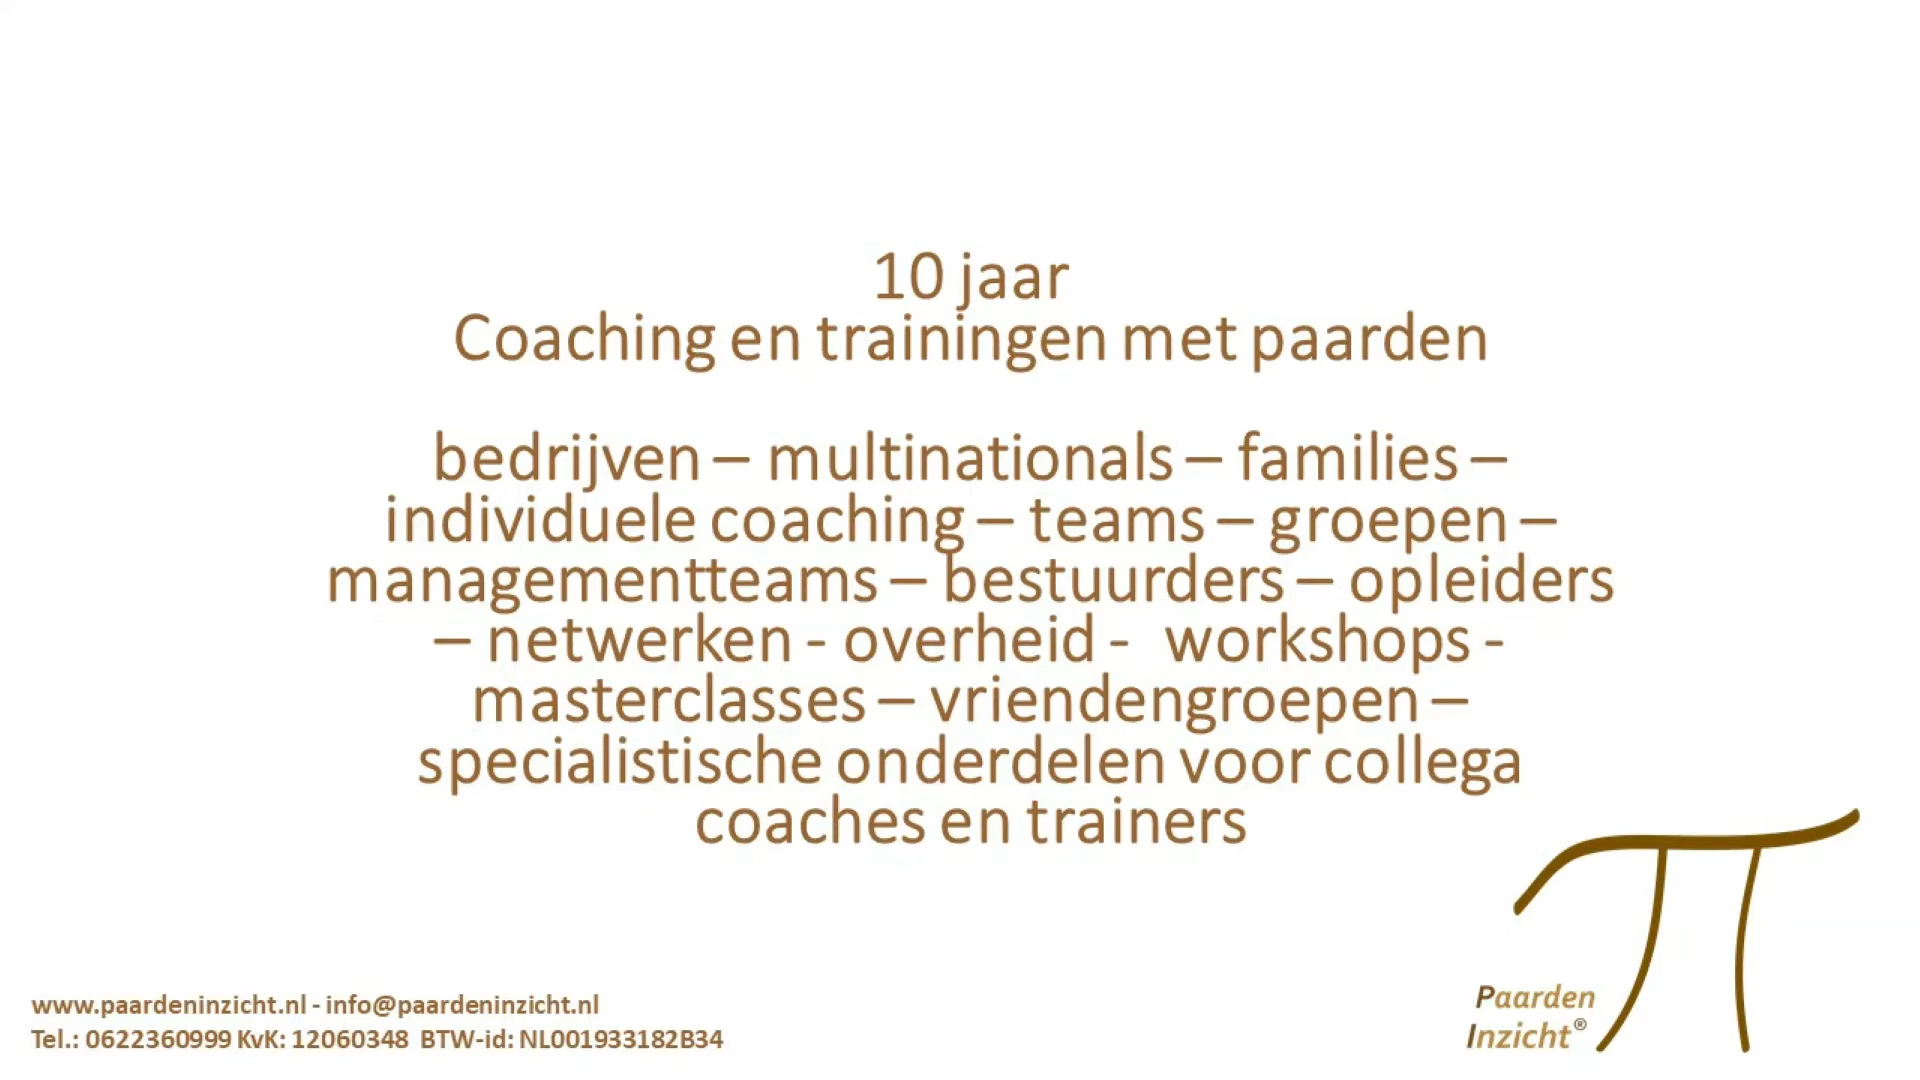 10 jaar
Coaching en trainingen met paarden
bedrijven – multinationals – families –
individuele coaching – teams – groepen –
managementteams – bestuurders – opleiders
– netwerken - overheid -  workshops -
masterclasses – vriendengroepen –
specialistische onderdelen voor collega
coaches en trainers
www.paardeninzicht.nl - info@paardeninzicht.nl
Tel.: 0622360999 KvK: 12060348  BTW-id: NL001933182B34
Paarden
Inzicht®